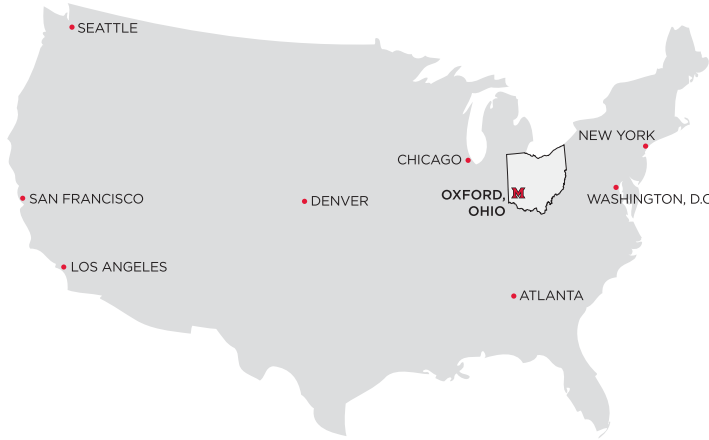 SEATTLE
NEW YORK
CHICAGO
OXFORD,
OHIO
M
WASHINGTON, D.C
SAN FRANCISCO
DENVER
LOS ANGELES
ATLANTA